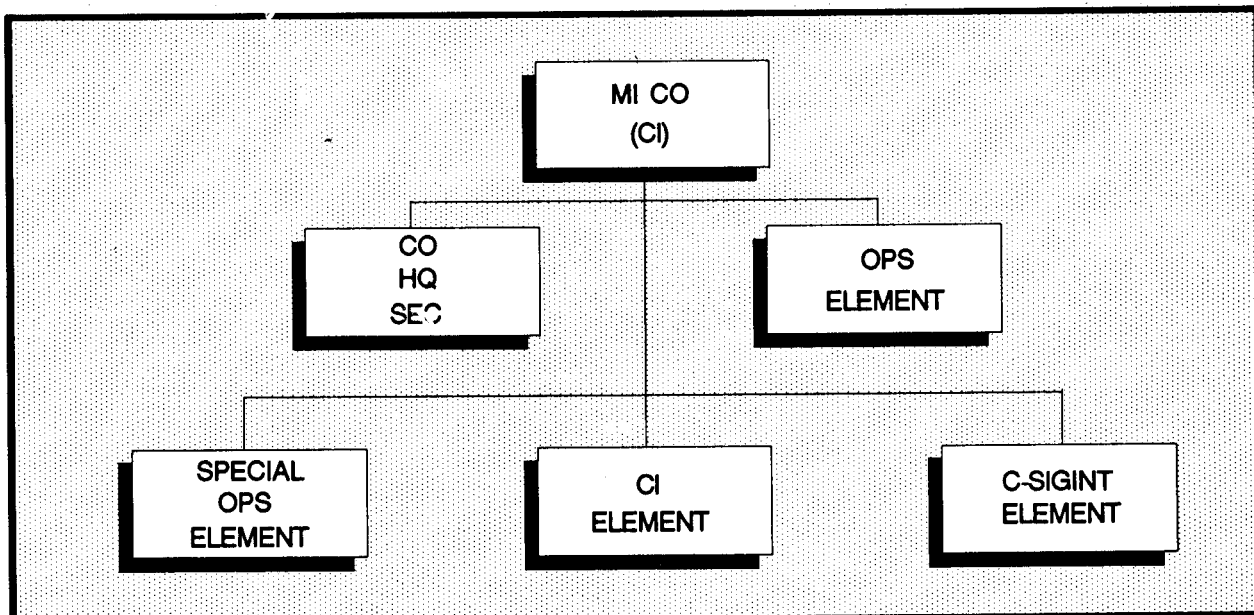 MI CO
(CI)
CO
HQ
SEC
OPS
ELEMENT
SPECIAL
OPS
ELEMENT
CI
ELEMENT
C-SIGINT
ELEMENT